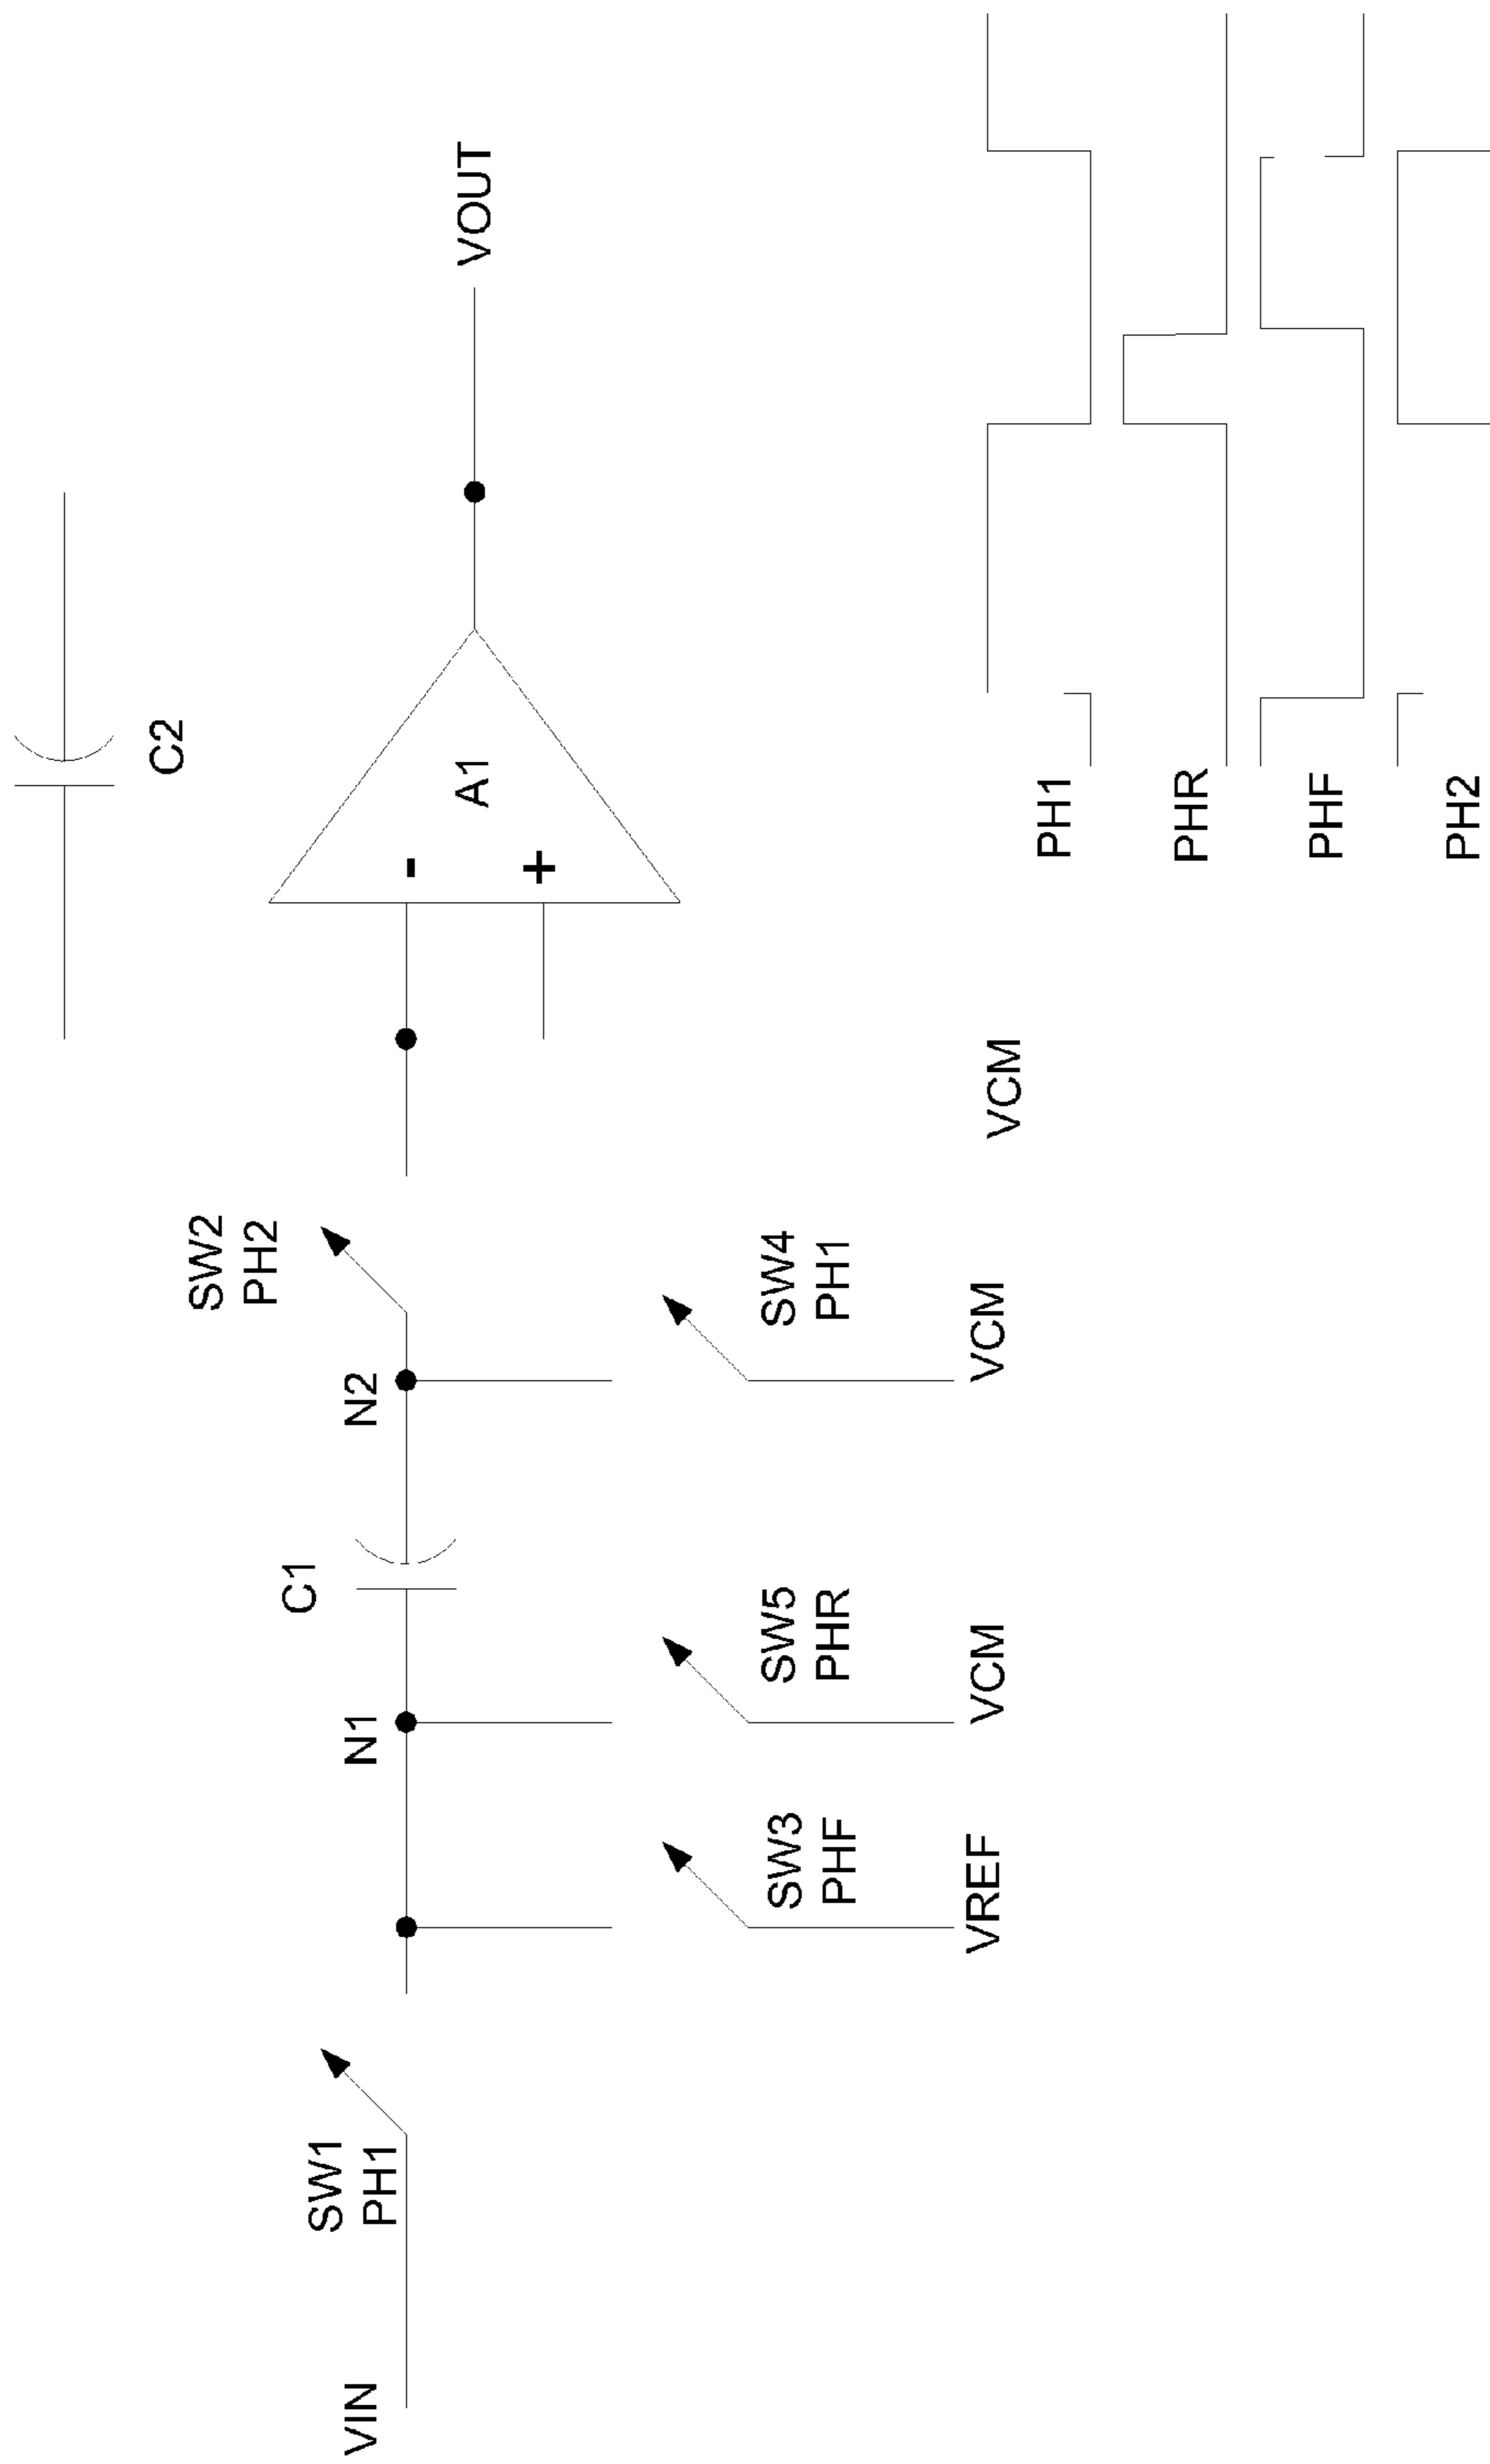 C2
SW1
PH1
SW2
PH2
C1
VIN
N1
N2
-
A1
+
VOUT
SW3
PHF
SW5
PHR
SW4
PH1
VREF
VCM
VCM
VCM
PH1
PHR
PHF
PH2